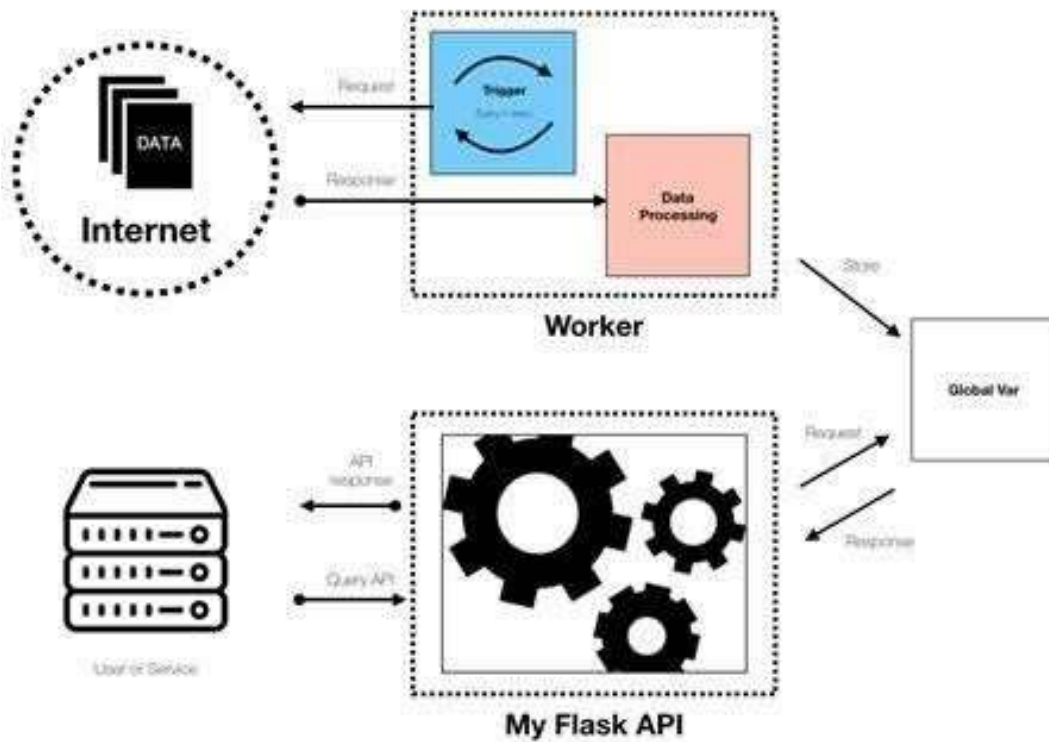 Request
Trigger
DATA
Response
Internet
Data
Processing
Worker
Store
Global Var
Request
API
response
Response
Query API
User or Service
My Flask API